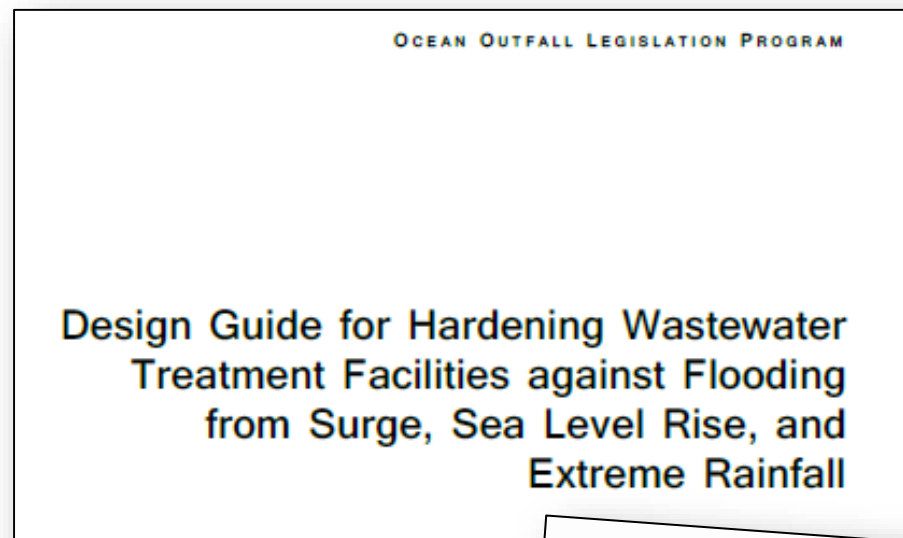 OCEAN OUTFALL LEGISLATION PROGRAM
Design Guide for Hardening Wastewater
Treatment Facilities against Flooding
from Surge, Sea Level Rise, and
Extreme Rainfall